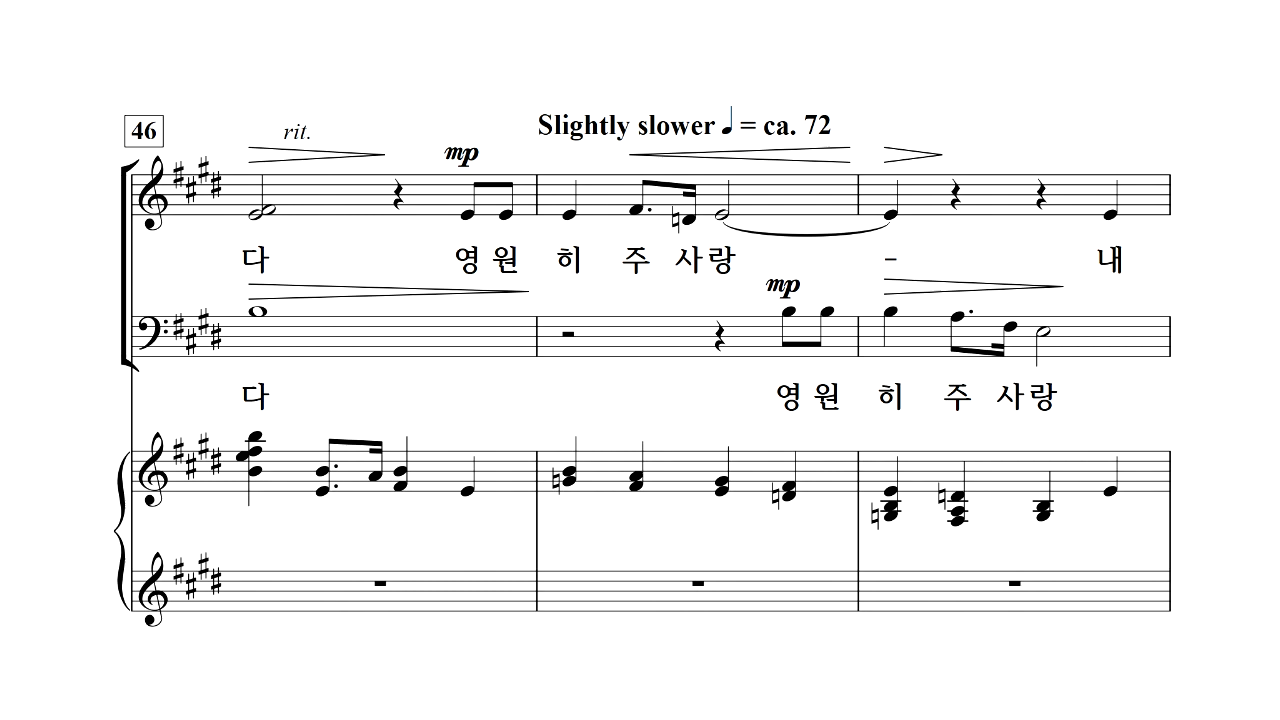 46
rit.
Slightly slower ♩ = ca. 72
mp
다 영 원 히 주 사 랑 - 내
mp
다 영 원 히 주 사 랑